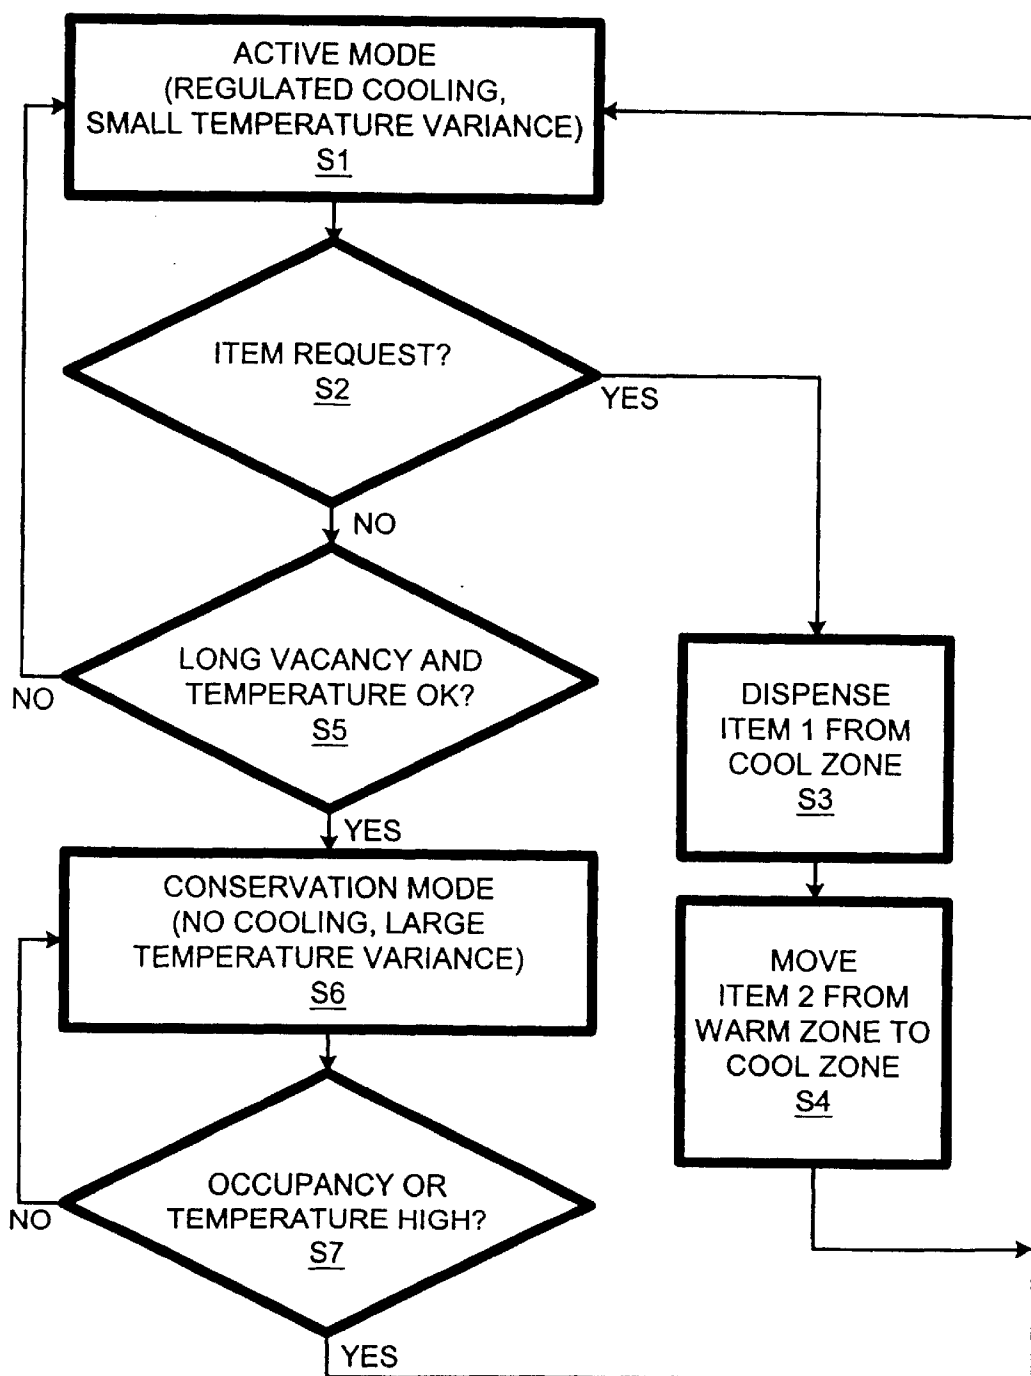 ACTIVE MODE
(REGULATED COOLING,
SMALL TEMPERATURE VARIANCE)
S1
ITEM REQUEST?
S2
YES
NO
LONG VACANCY AND
TEMPERATURE OK?
S5
NO
YES
DISPENSE
ITEM 1 FROM
COOL ZONE
S3
CONSERVATION MODE
(NO COOLING, LARGE
TEMPERATURE VARIANCE)
S6
MOVE
ITEM 2 FROM
WARM ZONE TO
COOL ZONE
S4
OCCUPANCY OR
TEMPERATURE HIGH?
S7
NO
YES